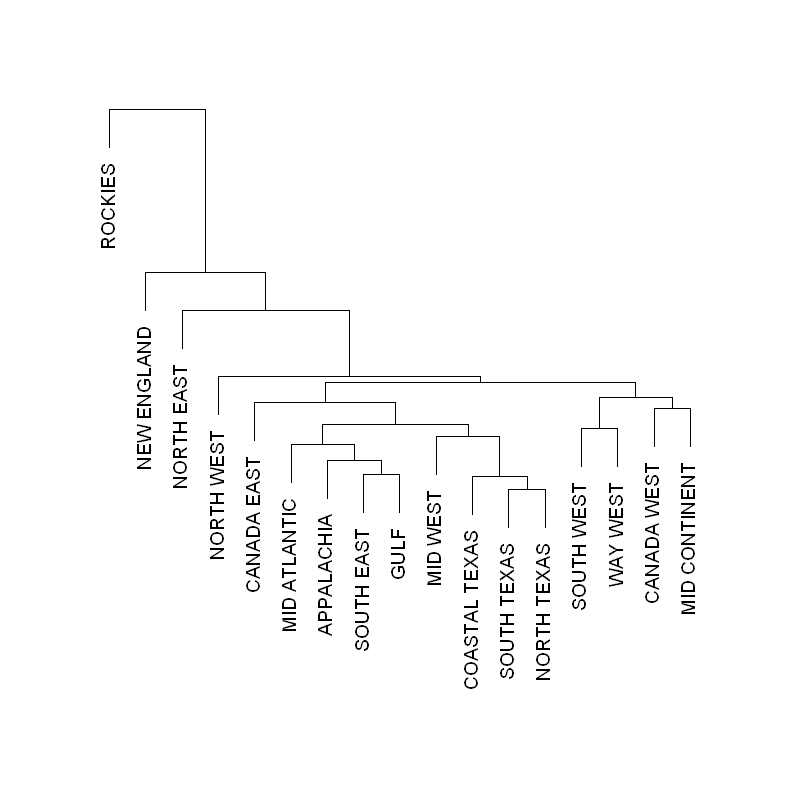 ROCKIES
NEW ENGLAND
NORTH EAST
NORTH WEST
CANADA EAST
MID ATLANTIC
APPALACHIA
SOUTH EAST
GULF
MID WEST
COASTAL TEXAS
SOUTH TEXAS
NORTH TEXAS
SOUTH WEST
WAY WEST
CANADA WEST
MID CONTINENT